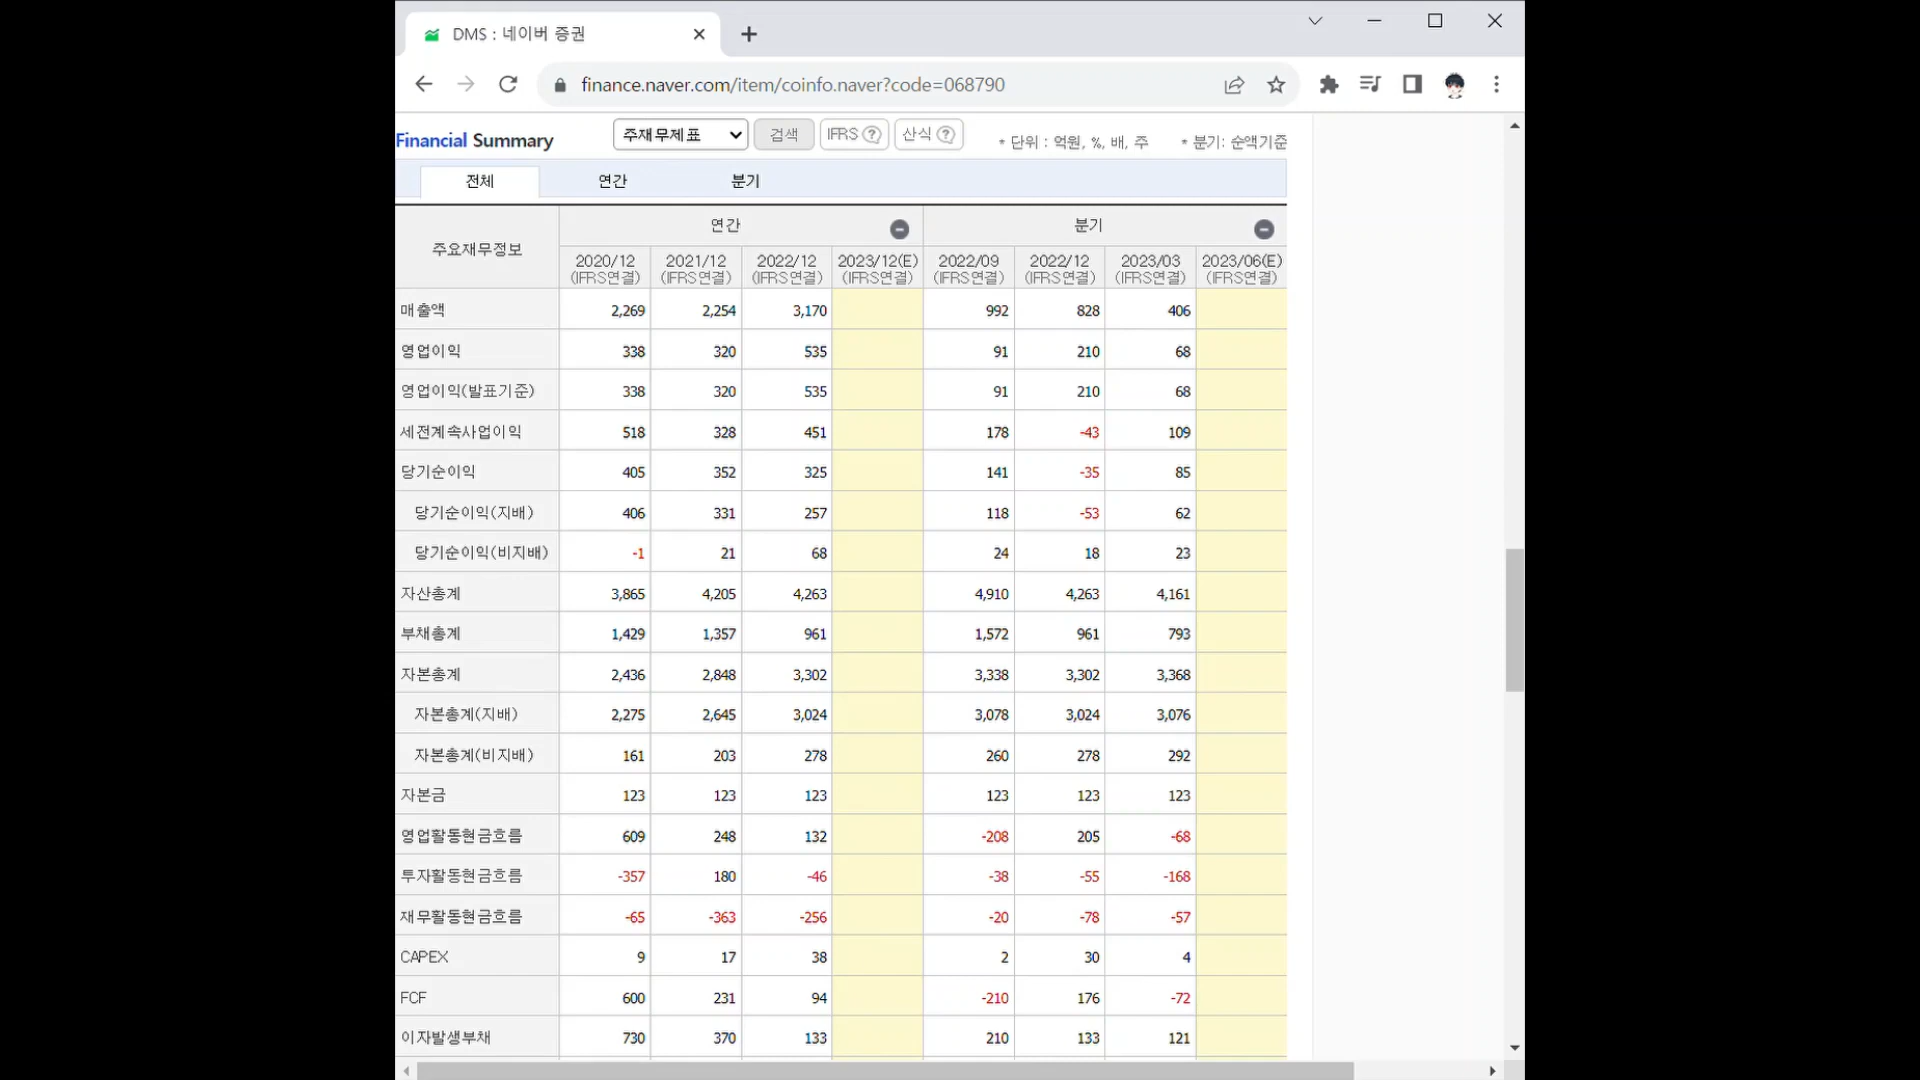 DMS : 네이버 증권
finance.naver.com/item/coinfo.naver?code=068790
Financial Summary 주재무제표 검색 IFRS ? 산식 ? * 단위 : 억원, %, 배, 주 * 분기: 순액기준
전체 연간 분기
주요재무정보 연간 분기
2020/12 2021/12 2022/12 2023/12(E) 2022/09 2022/12 2023/03 2023/06(E)
(IFRS연결) (IFRS연결) (IFRS연결) (IFRS연결) (IFRS연결) (IFRS연결) (IFRS연결) (IFRS연결)
매출액 2,269 2,254 3,170 992 828 406
영업이익 338 320 535 91 210 68
영업이익(발표기준) 338 320 535 91 210 68
세전계속사업이익 518 328 451 178 -43 109
당기순이익 405 352 325 141 -35 85
당기순이익(지배) 406 331 257 118 -53 62
당기순이익(비지배) -1 21 68 24 18 23
자산총계 3,865 4,205 4,263 4,910 4,263 4,161
부채총계 1,429 1,357 961 1,572 961 793
자본총계 2,436 2,848 3,302 3,338 3,302 3,368
자본총계(지배) 2,275 2,645 3,024 3,078 3,024 3,076
자본총계(비지배) 161 203 278 260 278 292
자본금 123 123 123 123 123 123
영업활동현금흐름 609 248 132 -208 205 -68
투자활동현금흐름 -357 180 -46 -38 -55 -168
재무활동현금흐름 -65 -363 -256 -20 -78 -57
CAPEX 9 17 38 2 30 4
FCF 600 231 94 -210 176 -72
이자발생부채 730 370 133 210 133 121